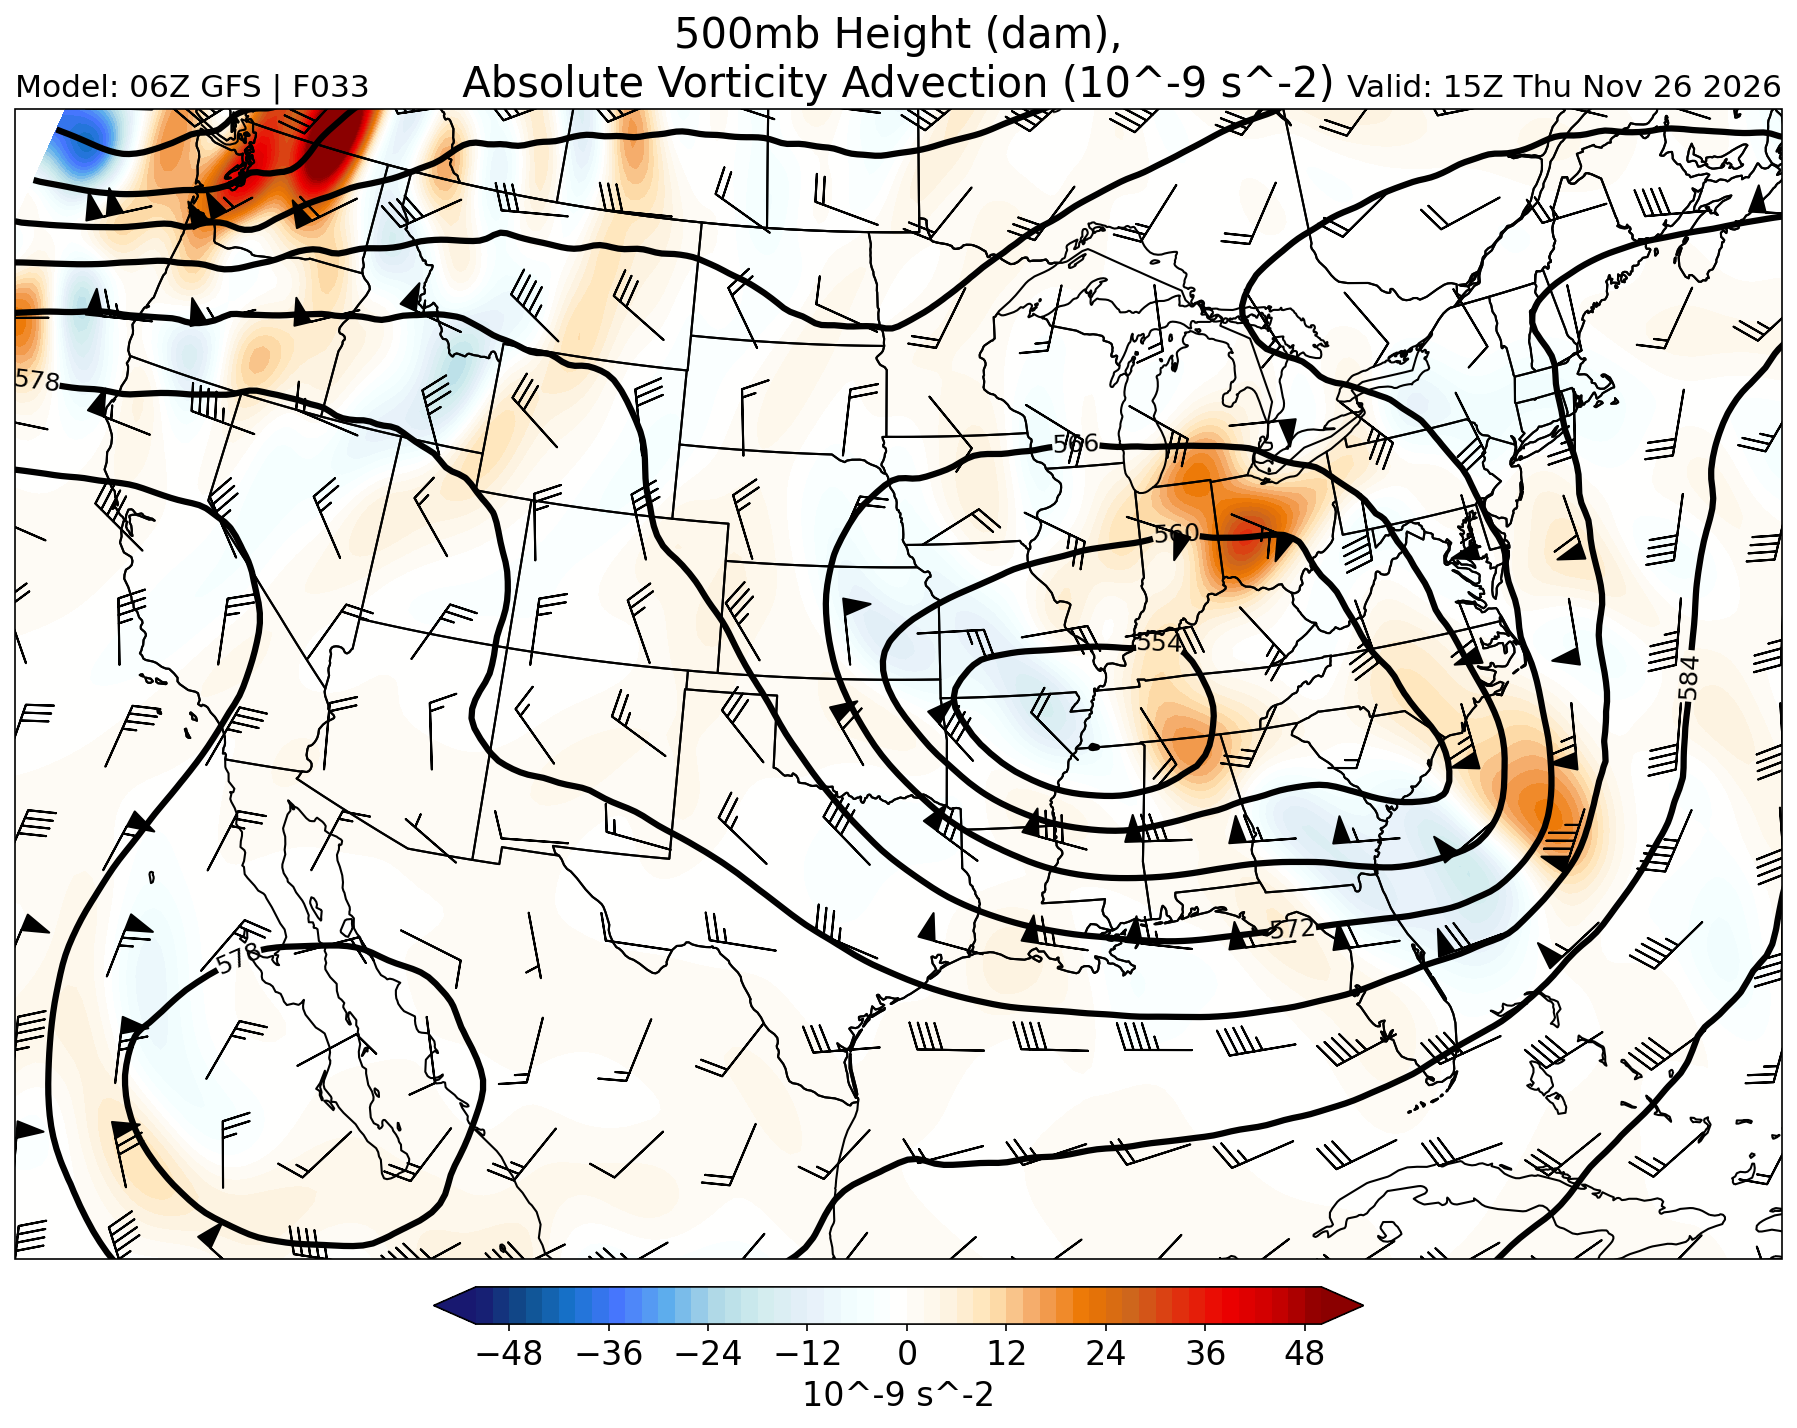 500mb Height (dam),
Model: 06Z GFS | F033
Absolute Vorticity Advection (10^-9 s^-2)
Valid: 15Z Thu Nov 26 2026
578
566
560
554
584
572
578
−48 −36 −24 −12 0 12 24 36 48
10^-9 s^-2